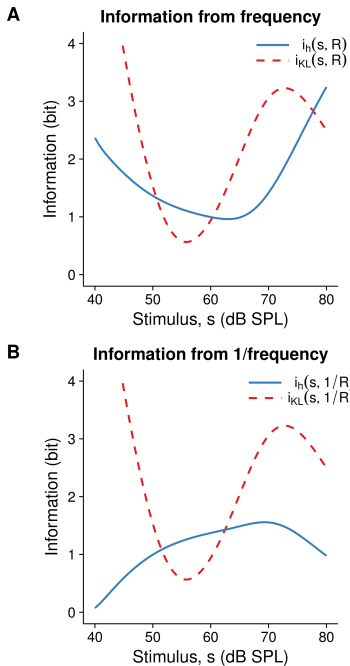 A
Information from frequency
iₕ(s, R)
i_KL(s, R)
4
3
2
1
0
Information (bit)
40 50 60 70 80
Stimulus, s (dB SPL)
B
Information from 1/frequency
iₕ(s, 1/R
i_KL(s, 1/R
4
3
2
1
0
Information (bit)
40 50 60 70 80
Stimulus, s (dB SPL)